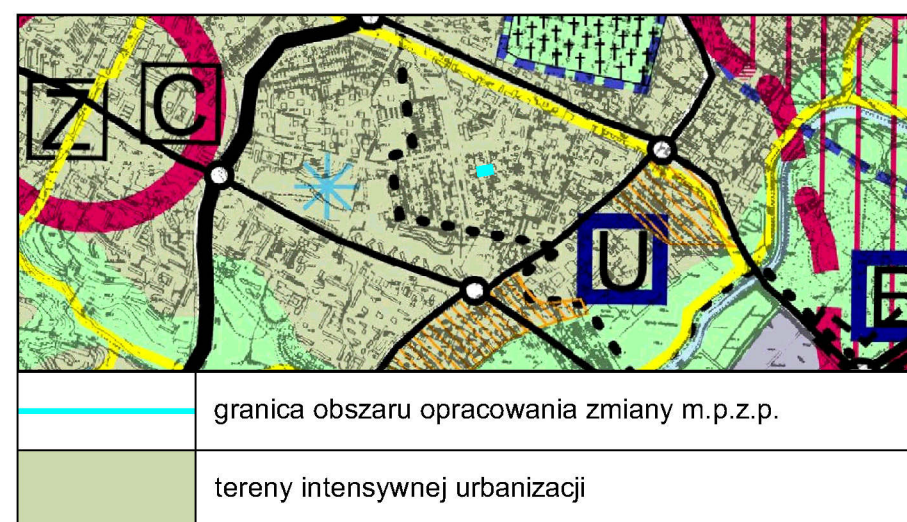 Z C
U
granica obszaru opracowania zmiany m.p.z.p.
tereny intensywnej urbanizacji